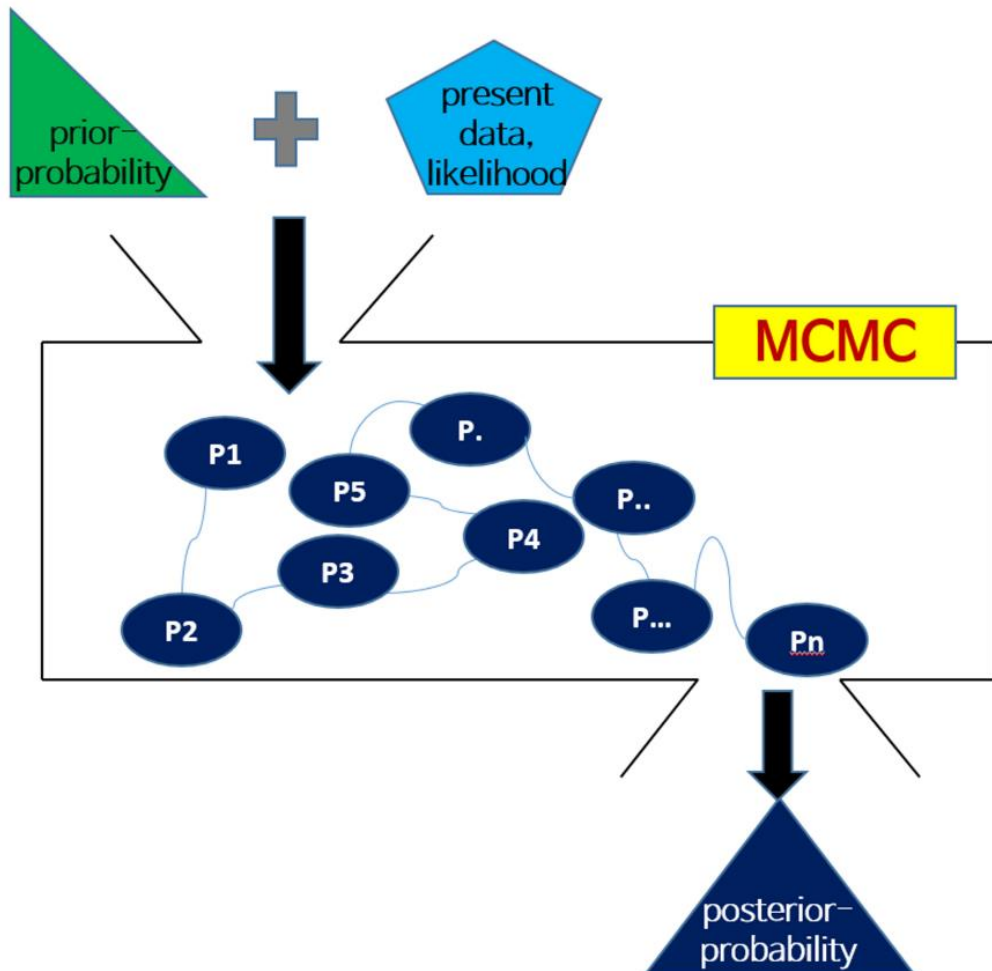 prior-
probability
present
data,
likelihood
MCMC
P1
P.
P5
P..
P4
P3
P...
P2
Pn
posterior-
probability